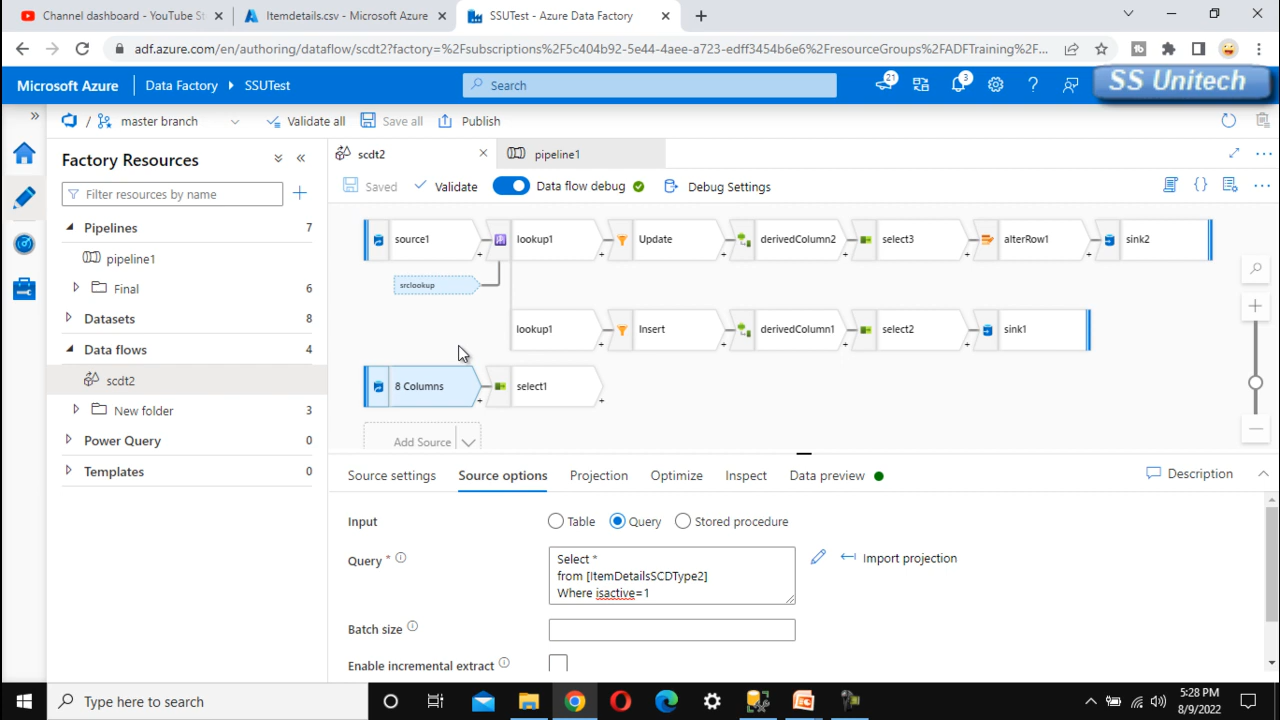 Channel dashboard - YouTube St
Itemdetails.csv - Microsoft Azure
SSUTest - Azure Data Factory
adf.azure.com/en/authoring/dataflow/scdt2?factory=%2Fsubscriptions%2F5c404b92-5e44-4aee-a723-edff3454b6e6%2FresourceGroups%2FADFTraining%2F...
Microsoft Azure
Data Factory
SSUTest
Search
21
3
SS Unitech
master branch
Validate all
Save all
Publish
Factory Resources
Filter resources by name
Pipelines 7
pipeline1
Final 6
Datasets 8
Data flows 4
scdt2
New folder 3
Power Query 0
Templates 0
scdt2
pipeline1
Saved
Validate
Data flow debug
Debug Settings
source1
lookup1
Update
derivedColumn2
select3
alterRow1
sink2
srclookup
lookup1
Insert
derivedColumn1
select2
sink1
8 Columns
select1
Add Source
Source settings
Source options
Projection
Optimize
Inspect
Data preview
Description
Input
Table
Query
Stored procedure
Query *
Select *
from [ItemDetailsSCDType2]
Where isactive=1
Import projection
Batch size
Enable incremental extract
Type here to search
5:28 PM
8/9/2022